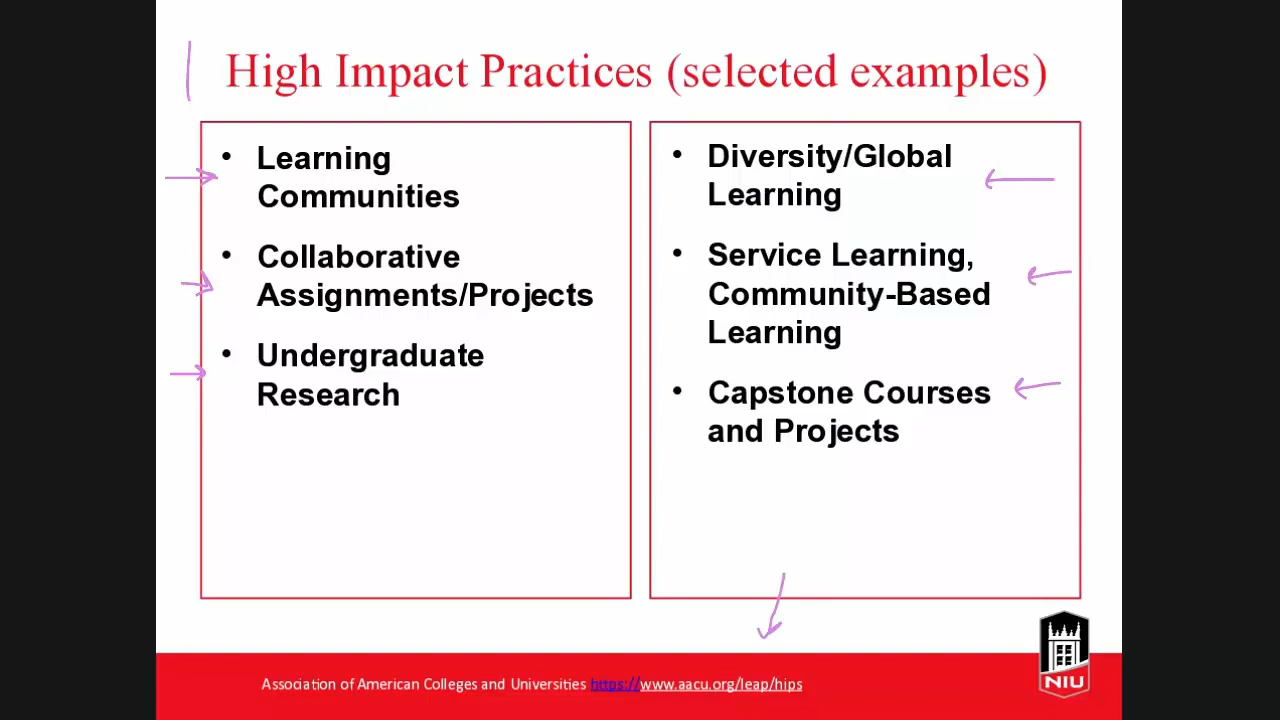 High Impact Practices (selected examples)
• Learning
Communities
• Collaborative
Assignments/Projects
• Undergraduate
Research
• Diversity/Global
Learning
• Service Learning,
Community-Based
Learning
• Capstone Courses
and Projects
Association of American Colleges and Universities https://www.aacu.org/leap/hips
NIU